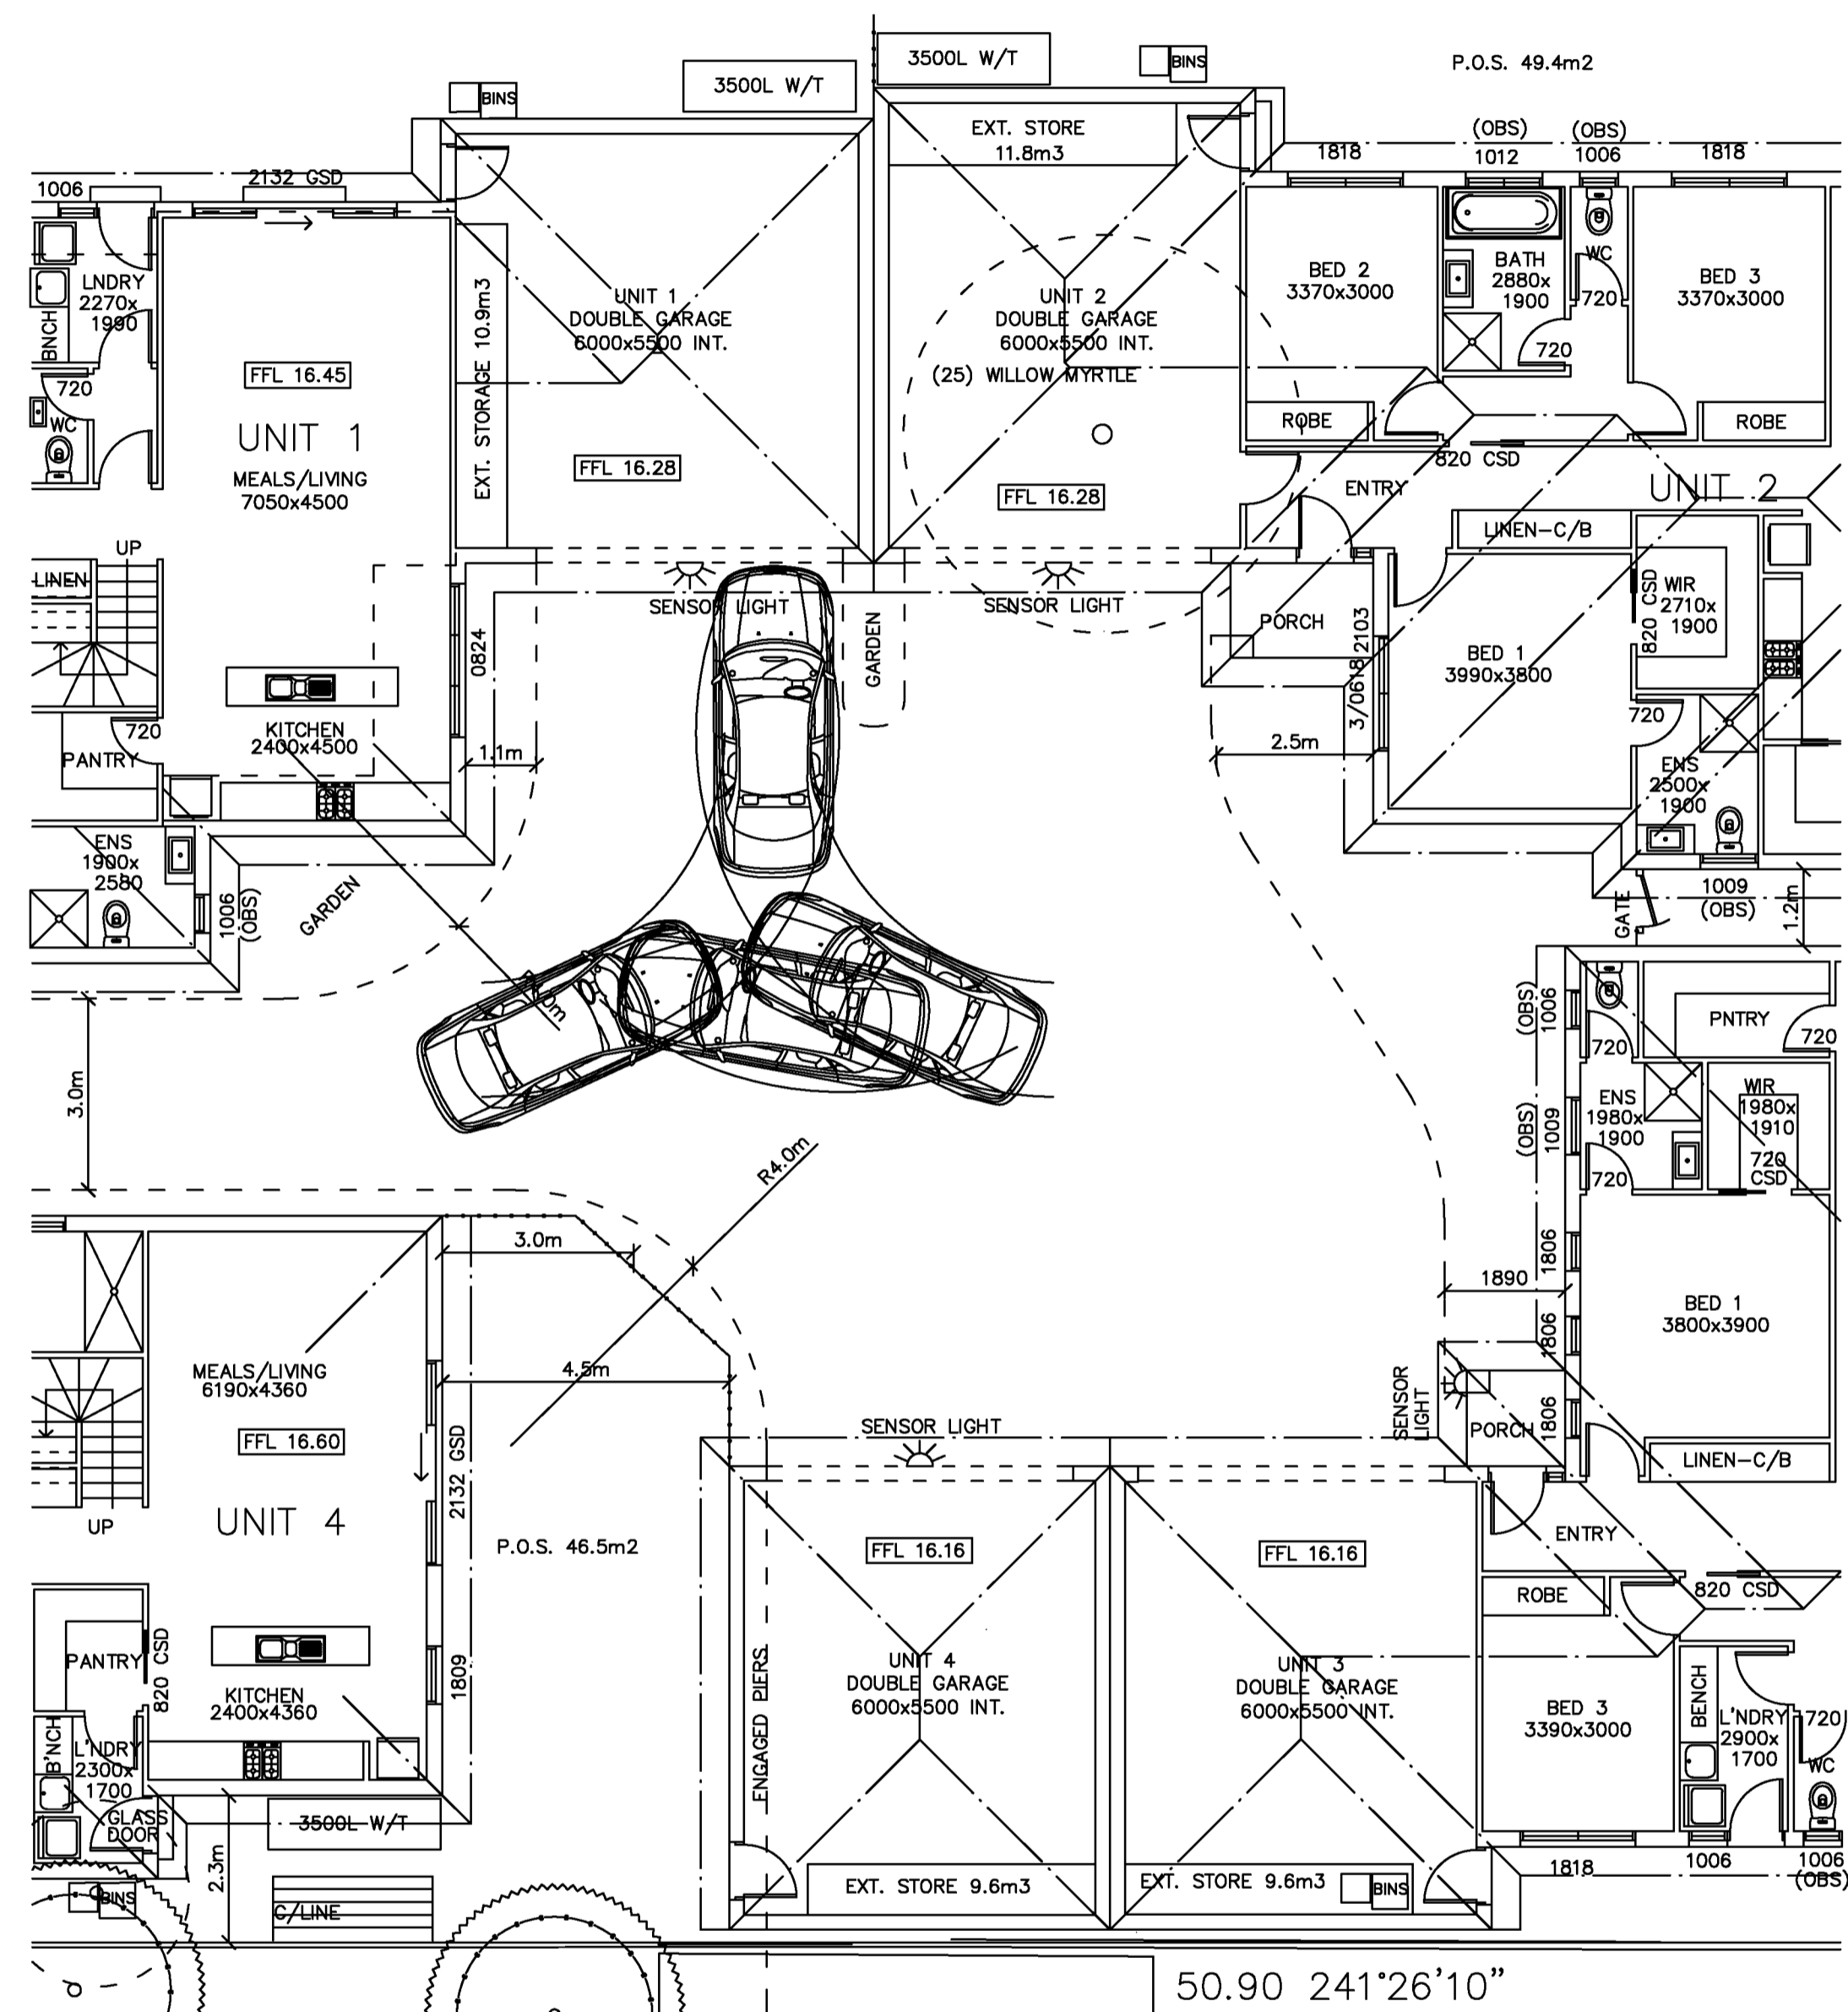 3500L W/T
3500L W/T
BINS
P.O.S. 49.4m2
BINS
EXT. STORE
11.8m3
(OBS)
(OBS)
1818
1012
1006
1818
1006
2132 GSD
LNDRY
2270x
1990
BNCH
720
WC
FFL 16.45
UNIT 1
MEALS/LIVING
7050x4500
EXT. STORAGE 10.9m3
UNIT 1
DOUBLE GARAGE
6000x5500 INT.
FFL 16.28
UNIT 2
DOUBLE GARAGE
6000x5500 INT.
(25) WILLOW MYRTLE
FFL 16.28
BED 2
3370x3000
BATH
2880x
1900
WC
720
720
BED 3
3370x3000
ROBE
ROBE
820 CSD
ENTRY
UNIT 2
LINEN-C/B
UP
LINEN
0824
SENSOR LIGHT
SENSOR LIGHT
GARDEN
PORCH
3/0618 2103
BED 1
3990x3800
820 CSD
WIR
2710x
1900
720
PANTRY
720
KITCHEN
2400x4500
1.1m
2.5m
ENS
2500x
1900
ENS
1900x
2580
1006
(OBS)
GARDEN
GATE
1009
(OBS)
1.2m
3.0m
(OBS)
1006
720
PNTRY
720
(OBS)
1009
ENS
1980x
1900
720
WIR
1980x
1910
720
CSD
R4.0m
3.0m
1806
1890
1806
BED 1
3800x3900
MEALS/LIVING
6190x4360
4.5m
SENSOR
LIGHT
PORCH
1806
FFL 16.60
2132 GSD
SENSOR LIGHT
LINEN-C/B
UP
UNIT 4
P.O.S. 46.5m2
FFL 16.16
FFL 16.16
ENTRY
ROBE
820 CSD
PANTRY
820 CSD
KITCHEN
2400x4360
1809
ENGAGED PIERS
UNIT 4
DOUBLE GARAGE
6000x5500 INT.
UNIT 3
DOUBLE GARAGE
6000x5500 INT.
BED 3
3390x3000
BENCH
L'NDRY
2900x
1700
720
WC
B'NCH
L'NDRY
2300x
1700
GLASS
DOOR
3500L W/T
2.3m
BINS
C/LINE
EXT. STORE 9.6m3
EXT. STORE 9.6m3
BINS
1818
1006
1006
(OBS)
50.90 241°26'10"